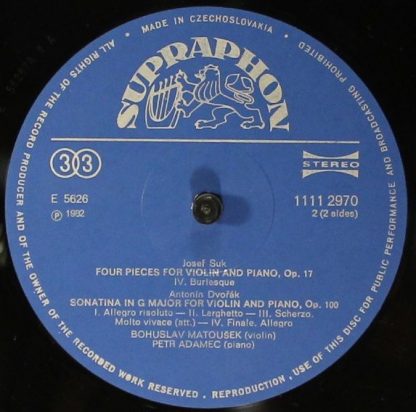 ALL RIGHTS OF THE RECORD PRODUCER AND OF THE OWNER OF THE RECORDED WORK RESERVED . REPRODUCTION, USE OF THIS DISC FOR PUBLIC PERFORMANCE AND BROADCASTING PROHIBITED
• MADE IN CZECHOSLOVAKIA •
SUPRAPHON
33
STEREO
E 5626
1111 2970
Ⓟ 1982
2 (2 sides)
Josef Suk
FOUR PIECES FOR VIOLIN AND PIANO, Op. 17
IV. Burlesque
Antonín Dvořák
SONATINA IN G MAJOR FOR VIOLIN AND PIANO, Op. 100
I. Allegro risoluto — II. Larghetto — III. Scherzo.
Molto vivace (att.) — IV. Finale. Allegro
BOHUSLAV MATOUŠEK (violin)
PETR ADAMEC (piano)